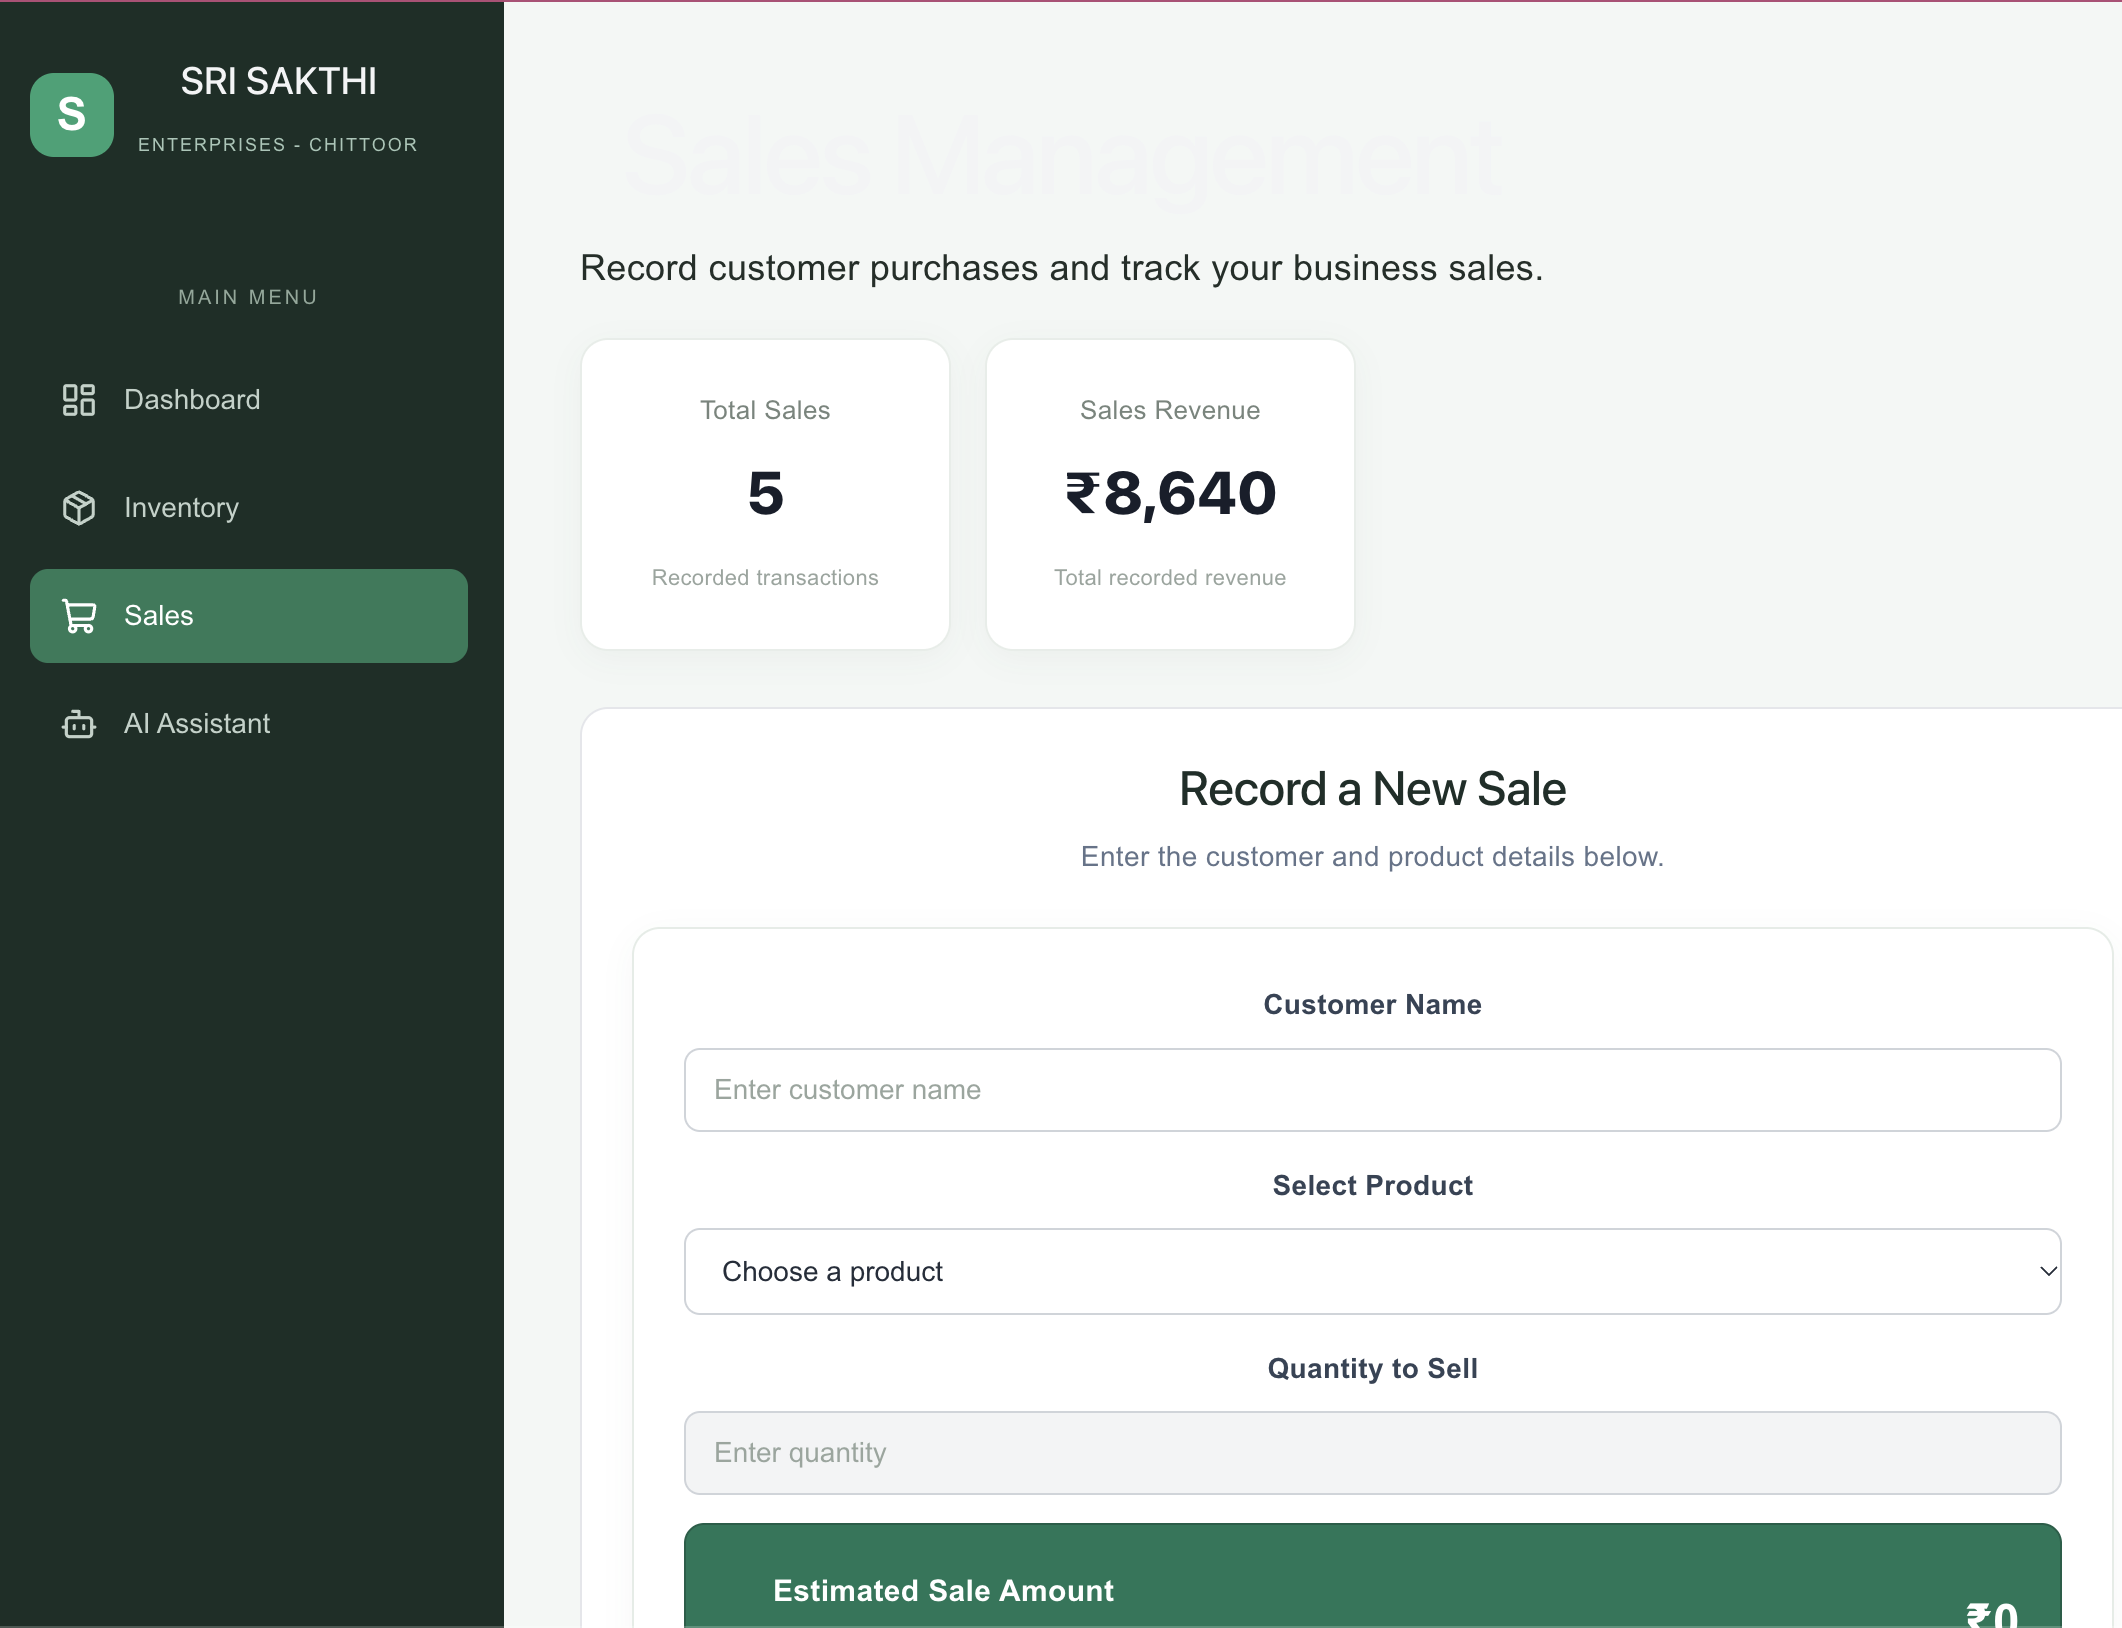 S
SRI SAKTHI
ENTERPRISES - CHITTOOR
MAIN MENU
Dashboard
Inventory
Sales
AI Assistant
Sales Management
Record customer purchases and track your business sales.
Total Sales
5
Recorded transactions
Sales Revenue
₹8,640
Total recorded revenue
Record a New Sale
Enter the customer and product details below.
Customer Name
Enter customer name
Select Product
Choose a product
Quantity to Sell
Enter quantity
Estimated Sale Amount
₹0